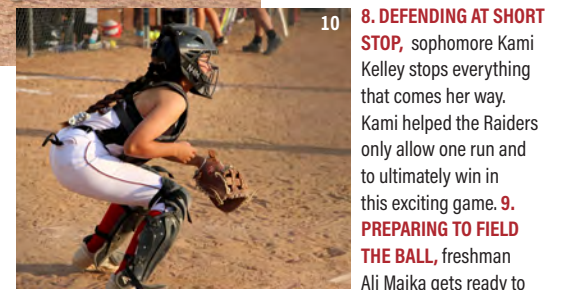 10
8. DEFENDING AT SHORT
STOP, sophomore Kami
Kelley stops everything
that comes her way.
Kami helped the Raiders
only allow one run and
to ultimately win in
this exciting game. 9.
PREPARING TO FIELD
THE BALL, freshman
Ali Maika gets ready to